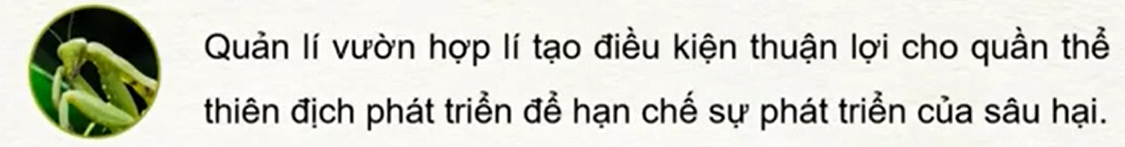 Quản lí vườn hợp lí tạo điều kiện thuận lợi cho quần thể
thiên địch phát triển để hạn chế sự phát triển của sâu hại.